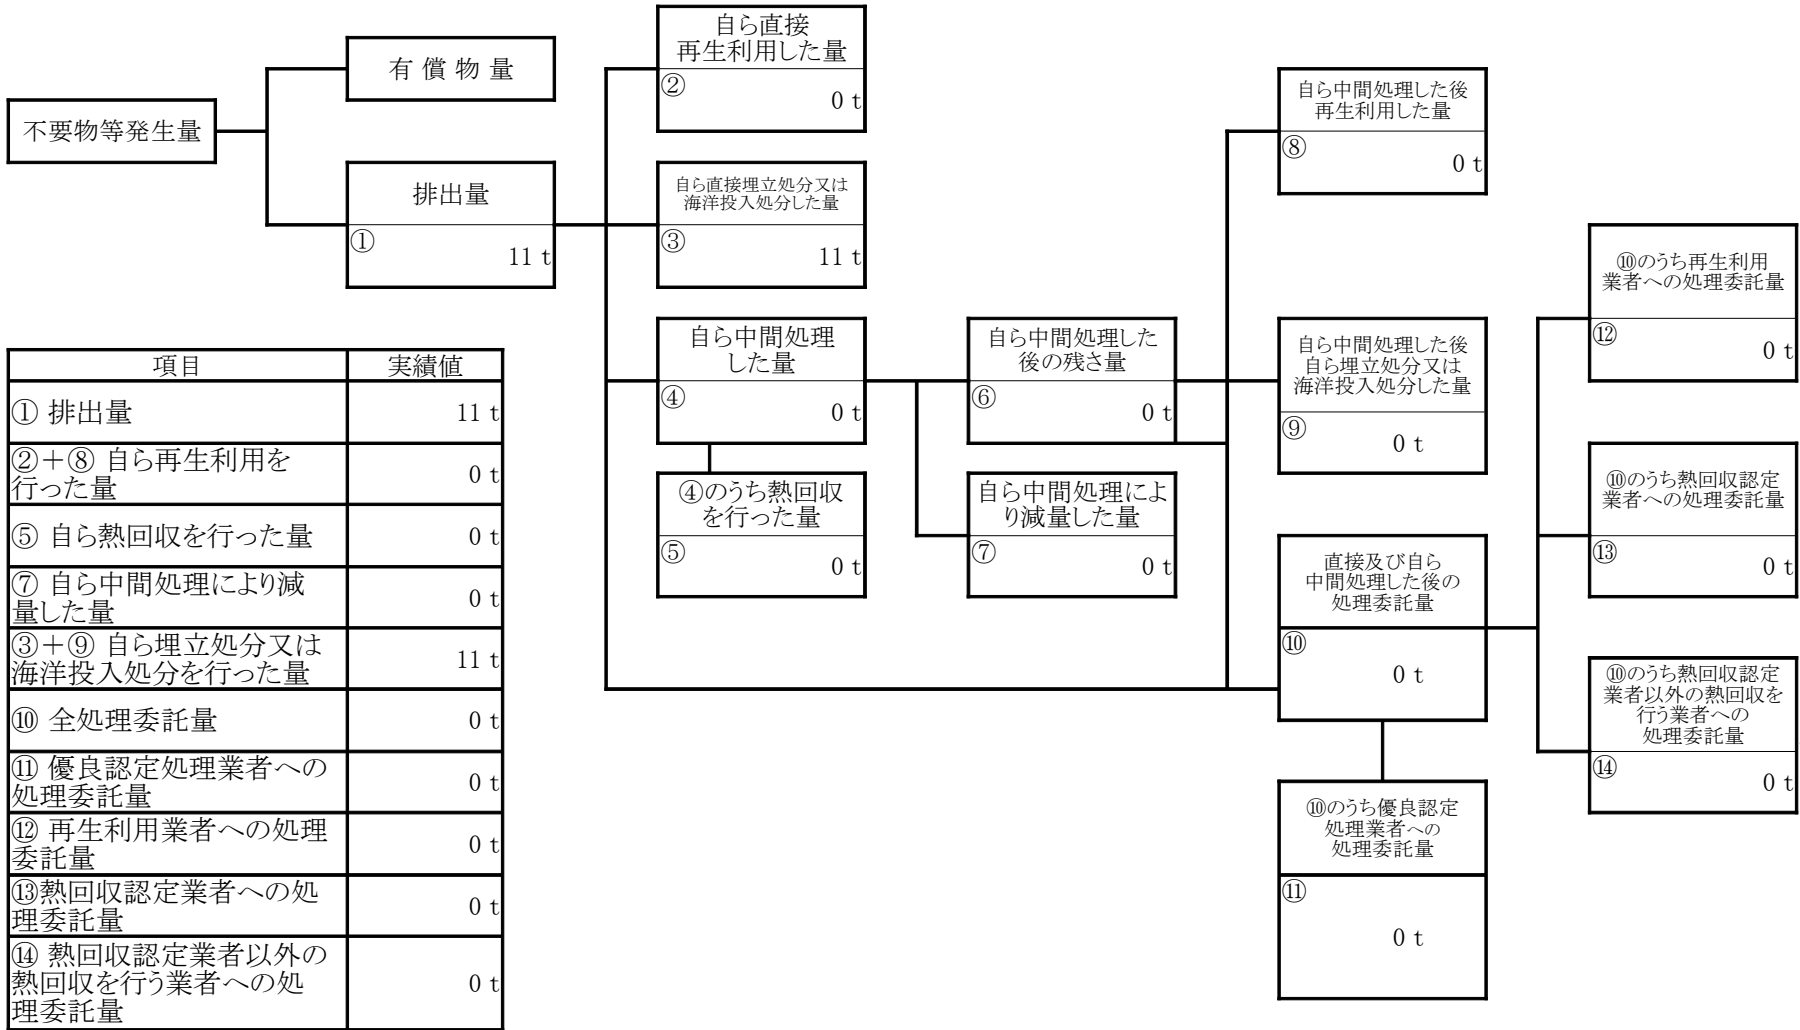 不要物等発生量
有 償 物 量
排出量
①
11 t
自ら直接
再生利用した量
②
0 t
自ら直接埋立処分又は
海洋投入処分した量
③
11 t
自ら中間処理
した量
④
0 t
④のうち熱回収
を行った量
⑤
0 t
自ら中間処理した
後の残さ量
⑥
0 t
自ら中間処理によ
り減量した量
⑦
0 t
自ら中間処理した後
再生利用した量
⑧
0 t
自ら中間処理した後
自ら埋立処分又は
海洋投入処分した量
⑨
0 t
直接及び自ら
中間処理した後の
処理委託量
⑩
0 t
⑩のうち優良認定
処理業者への
処理委託量
⑪
0 t
⑩のうち再生利用
業者への処理委託量
⑫
0 t
⑩のうち熱回収認定
業者への処理委託量
⑬
0 t
⑩のうち熱回収認定
業者以外の熱回収を
行う業者への
処理委託量
⑭
0 t
項目 実績値
① 排出量 11 t
②＋⑧ 自ら再生利用を
行った量 0 t
⑤ 自ら熱回収を行った量 0 t
⑦ 自ら中間処理により減
量した量 0 t
③＋⑨ 自ら埋立処分又は
海洋投入処分を行った量 11 t
⑩ 全処理委託量 0 t
⑪ 優良認定処理業者への
処理委託量 0 t
⑫ 再生利用業者への処理
委託量 0 t
⑬熱回収認定業者への処
理委託量 0 t
⑭ 熱回収認定業者以外の
熱回収を行う業者への処
理委託量 0 t